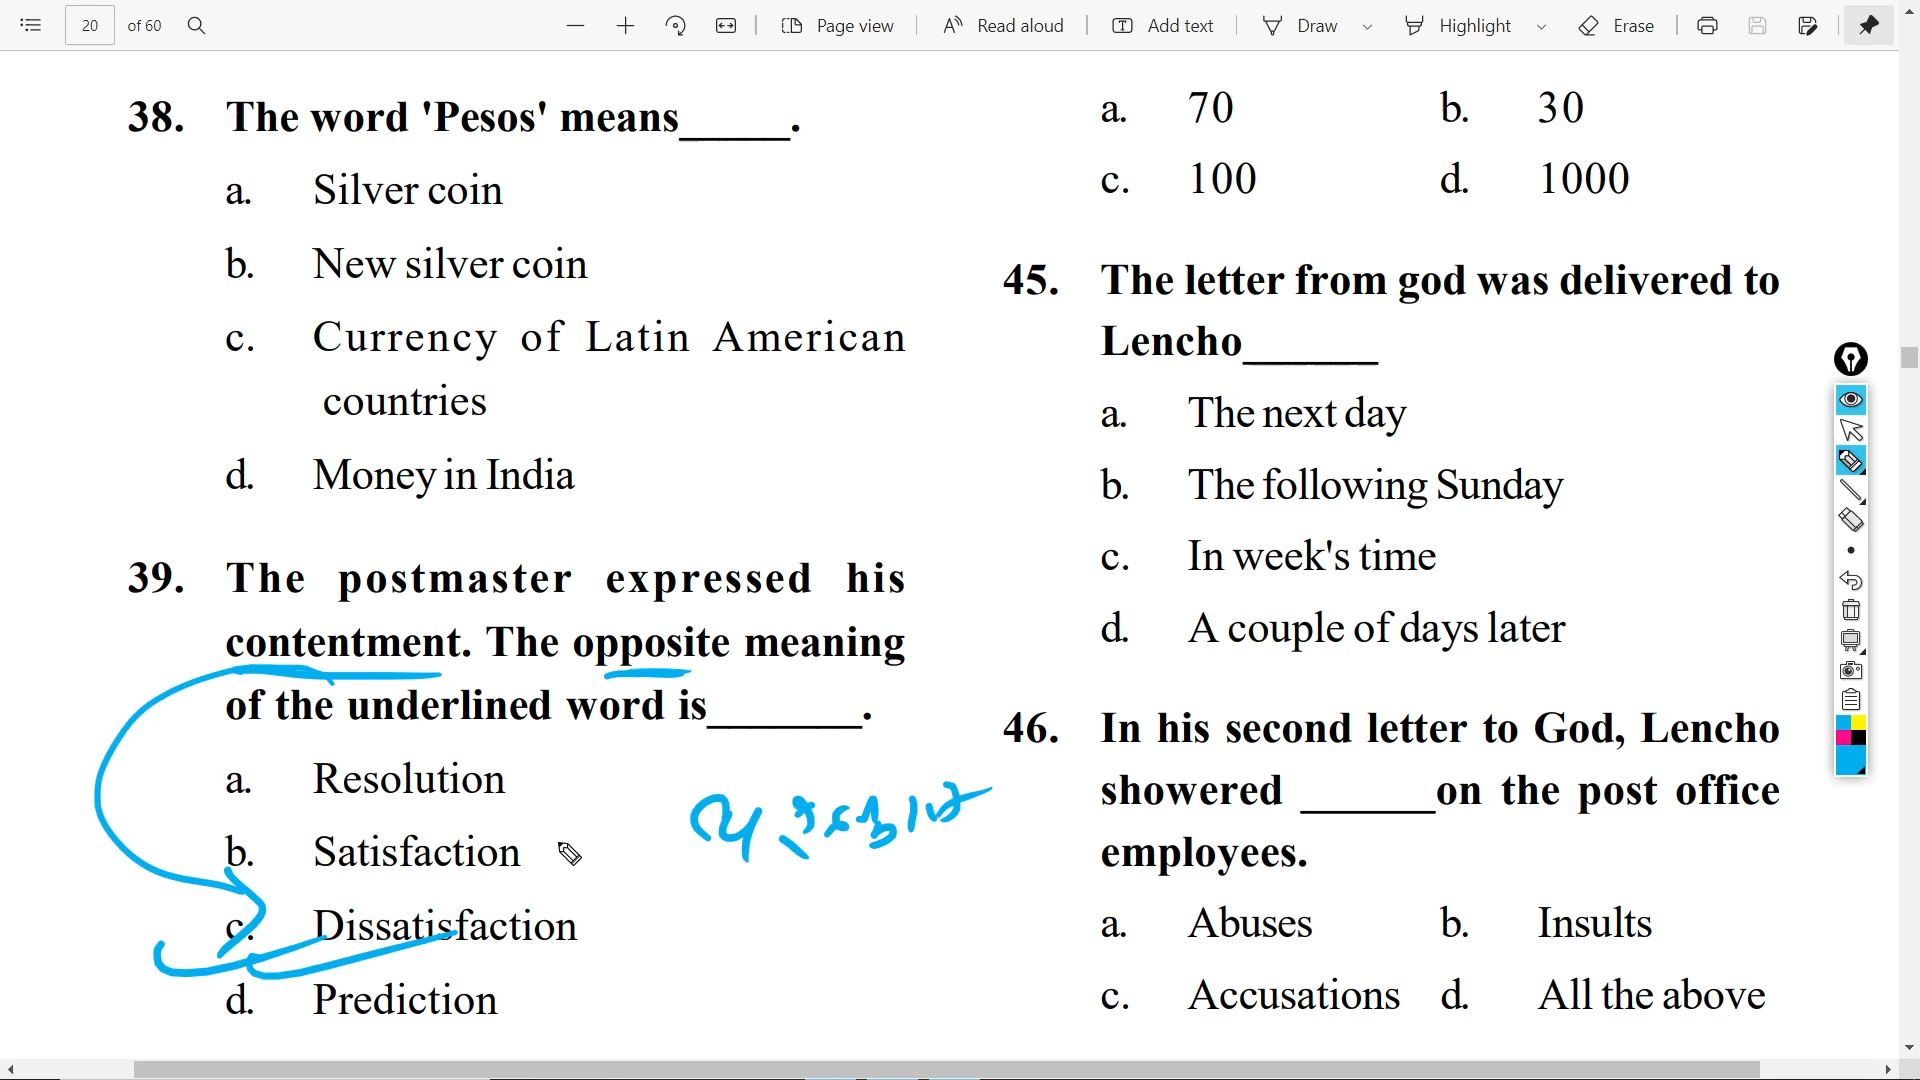 20 of 60 Page view Read aloud Add text Draw Highlight Erase
38. The word 'Pesos' means_____.
a. Silver coin
b. New silver coin
c. Currency of Latin American
countries
d. Money in India
39. The postmaster expressed his
contentment. The opposite meaning
of the underlined word is_______.
a. Resolution
b. Satisfaction
c. Dissatisfaction
d. Prediction
a. 70 b. 30
c. 100 d. 1000
45. The letter from god was delivered to
Lencho______
a. The next day
b. The following Sunday
c. In week's time
d. A couple of days later
46. In his second letter to God, Lencho
showered ______on the post office
employees.
a. Abuses b. Insults
c. Accusations d. All the above